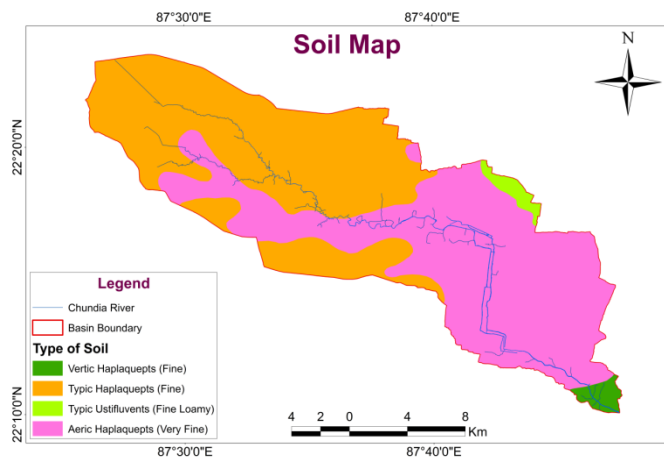 87°30'0"E
87°40'0"E
Soil Map
N
22°20'0"N
22°10'0"N
Legend
Chundia River
Basin Boundary
Type of Soil
Vertic Haplaquepts (Fine)
Typic Haplaquepts (Fine)
Typic Ustifluvents (Fine Loamy)
Aeric Haplaquepts (Very Fine)
4 2 0 4 8
Km
87°30'0"E
87°40'0"E